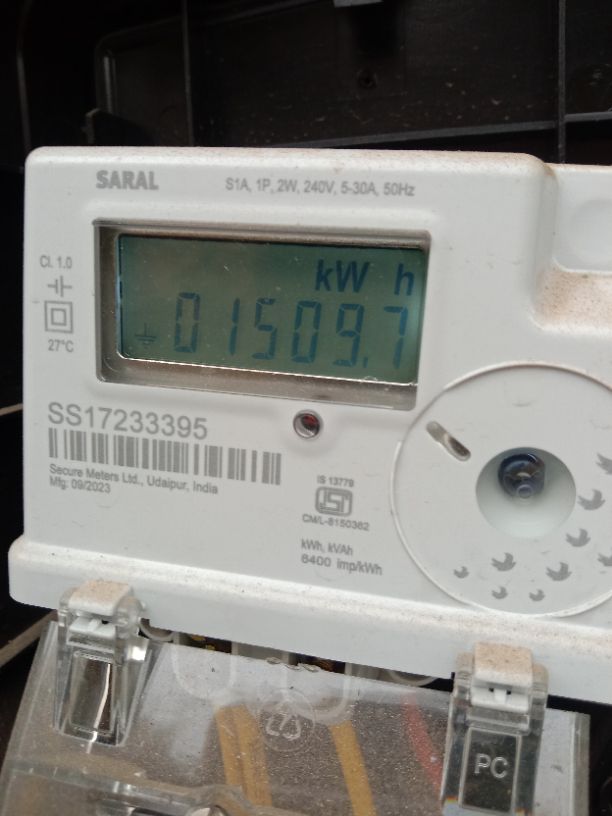 SARAL
S1A, 1P, 2W, 240V, 5-30A, 50Hz
Cl. 1.0
27°C
kW h
01509.7
SS17233395
Secure Meters Ltd., Udaipur, India
Mfg: 09/2023
IS 13779
ISI
CM/L-8150362
kWh, kVAh
6400 imp/kWh
PC